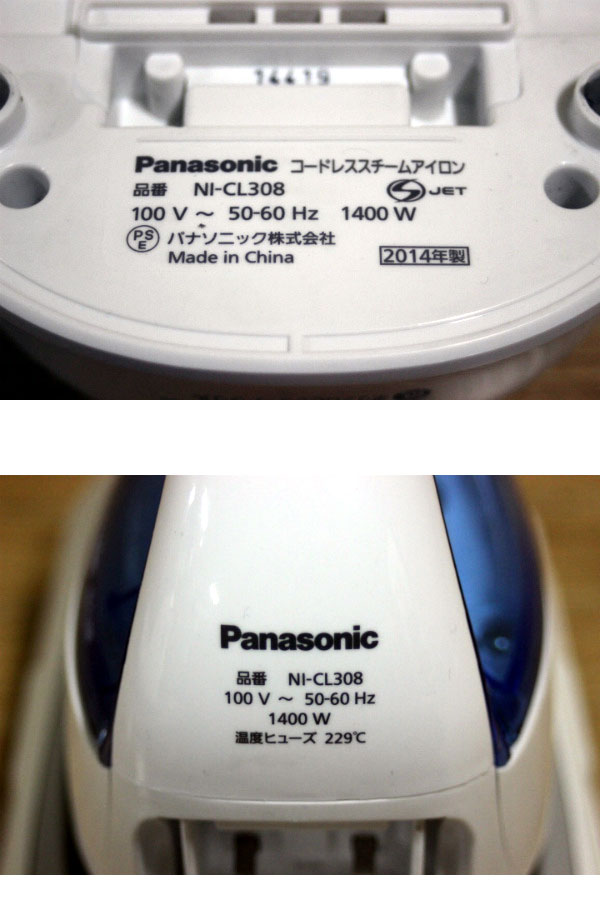 14419
Panasonic コードレススチームアイロン
品番 NI-CL308 S JET
100 V ～ 50-60 Hz 1400 W
PS E パナソニック株式会社
Made in China 2014年製
Panasonic
品番 NI-CL308
100 V ～ 50-60 Hz
1400 W
温度ヒューズ 229℃